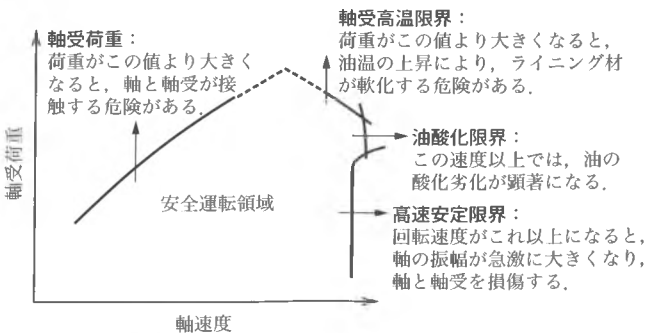 軸受荷重：
荷重がこの値より大きく
なると，軸と軸受が接
触する危険がある．
軸受高温限界：
荷重がこの値より大きくなると，
油温の上昇により，ライニング材
が軟化する危険がある．
油酸化限界：
この速度以上では，油の
酸化劣化が顕著になる．
高速安定限界：
回転速度がこれ以上になると，
軸の振幅が急激に大きくなり，
軸と軸受を損傷する．
安全運転領域
軸受荷重
軸速度